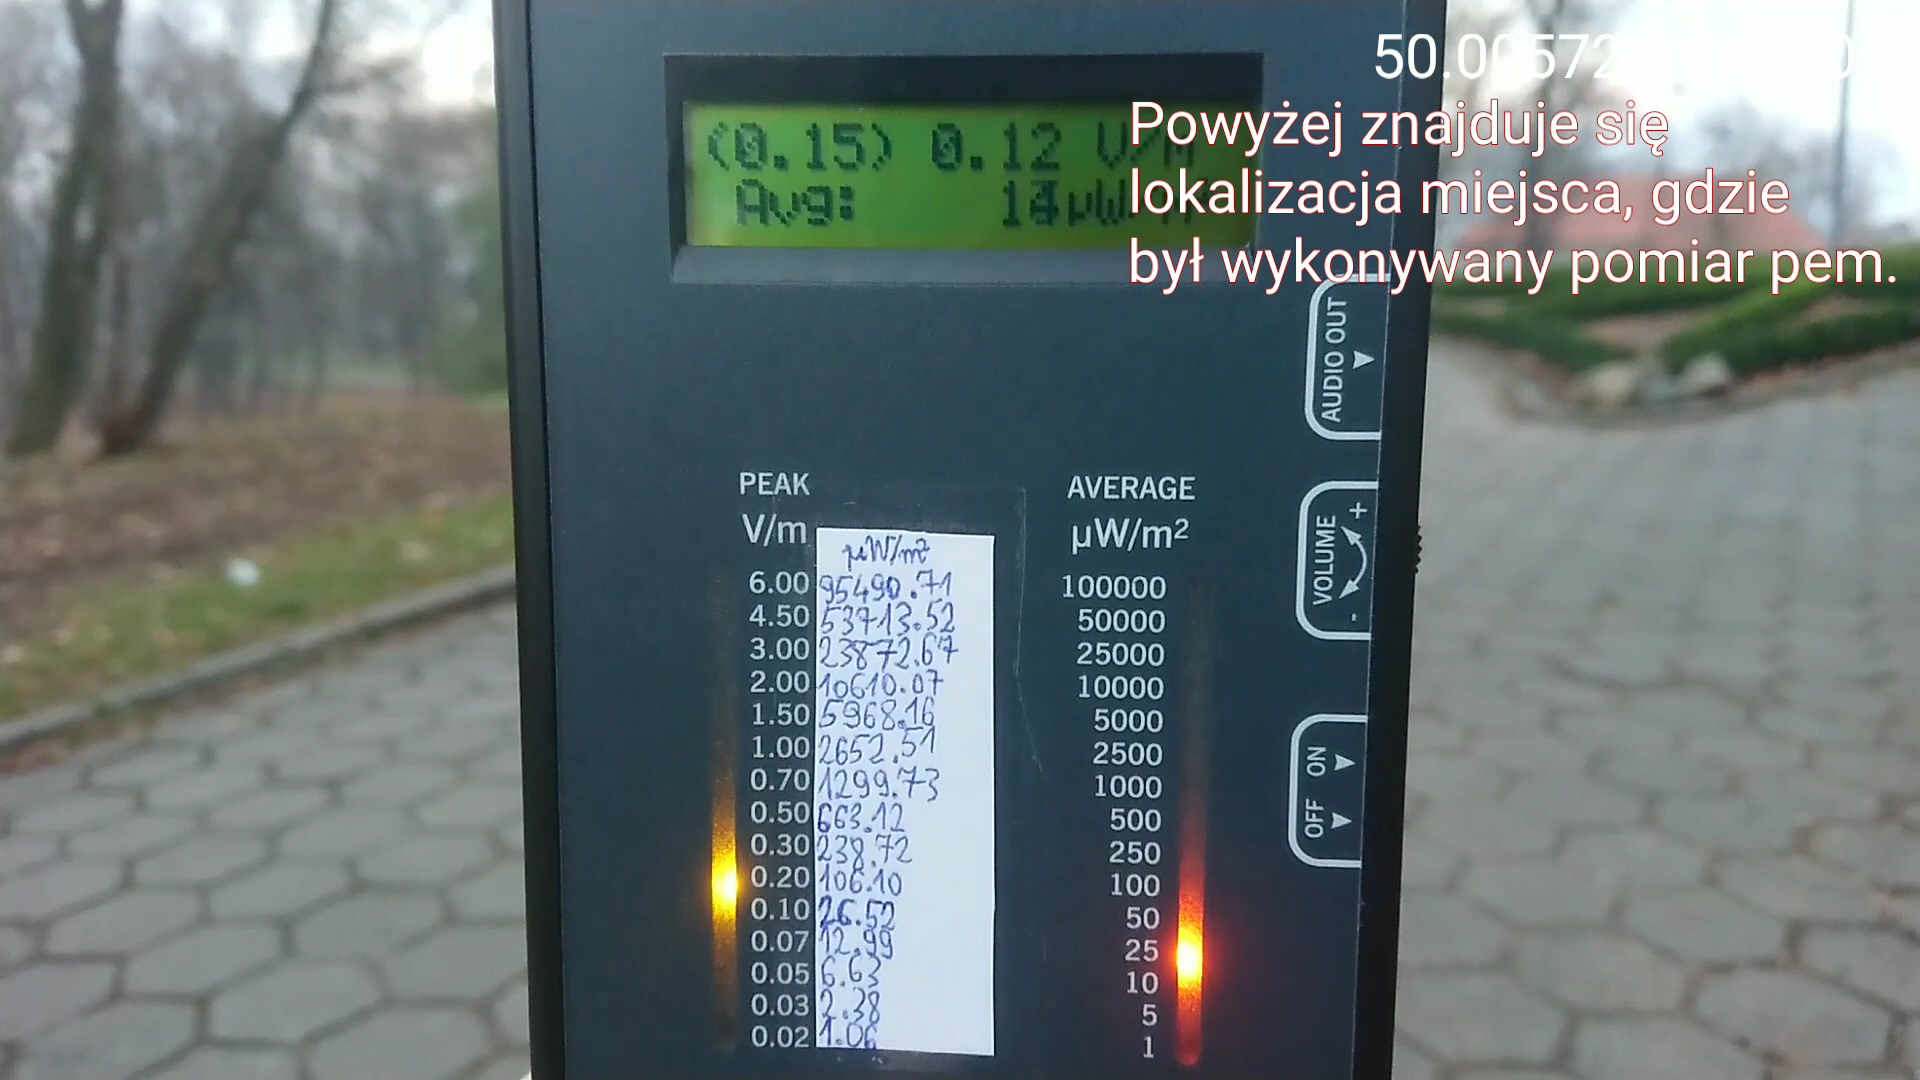 50.00572
Powyżej znajduje się
lokalizacja miejsca, gdzie
był wykonywany pomiar pem.
(0.15) 0.12 V/m
Avg:
AUDIO OUT
VOLUME
+
-
ON
OFF
PEAK
V/m
µW/m²
6.00 95490.71
4.50 53713.52
3.00 23872.67
2.00 10610.07
1.50 5968.16
1.00 2652.51
0.70 1299.73
0.50 663.12
0.30 238.72
0.20 106.10
0.10 26.52
0.07 12.99
0.05 6.63
0.03 2.38
0.02 1.06
AVERAGE
µW/m²
100000
50000
25000
10000
5000
2500
1000
500
250
100
50
25
10
5
1